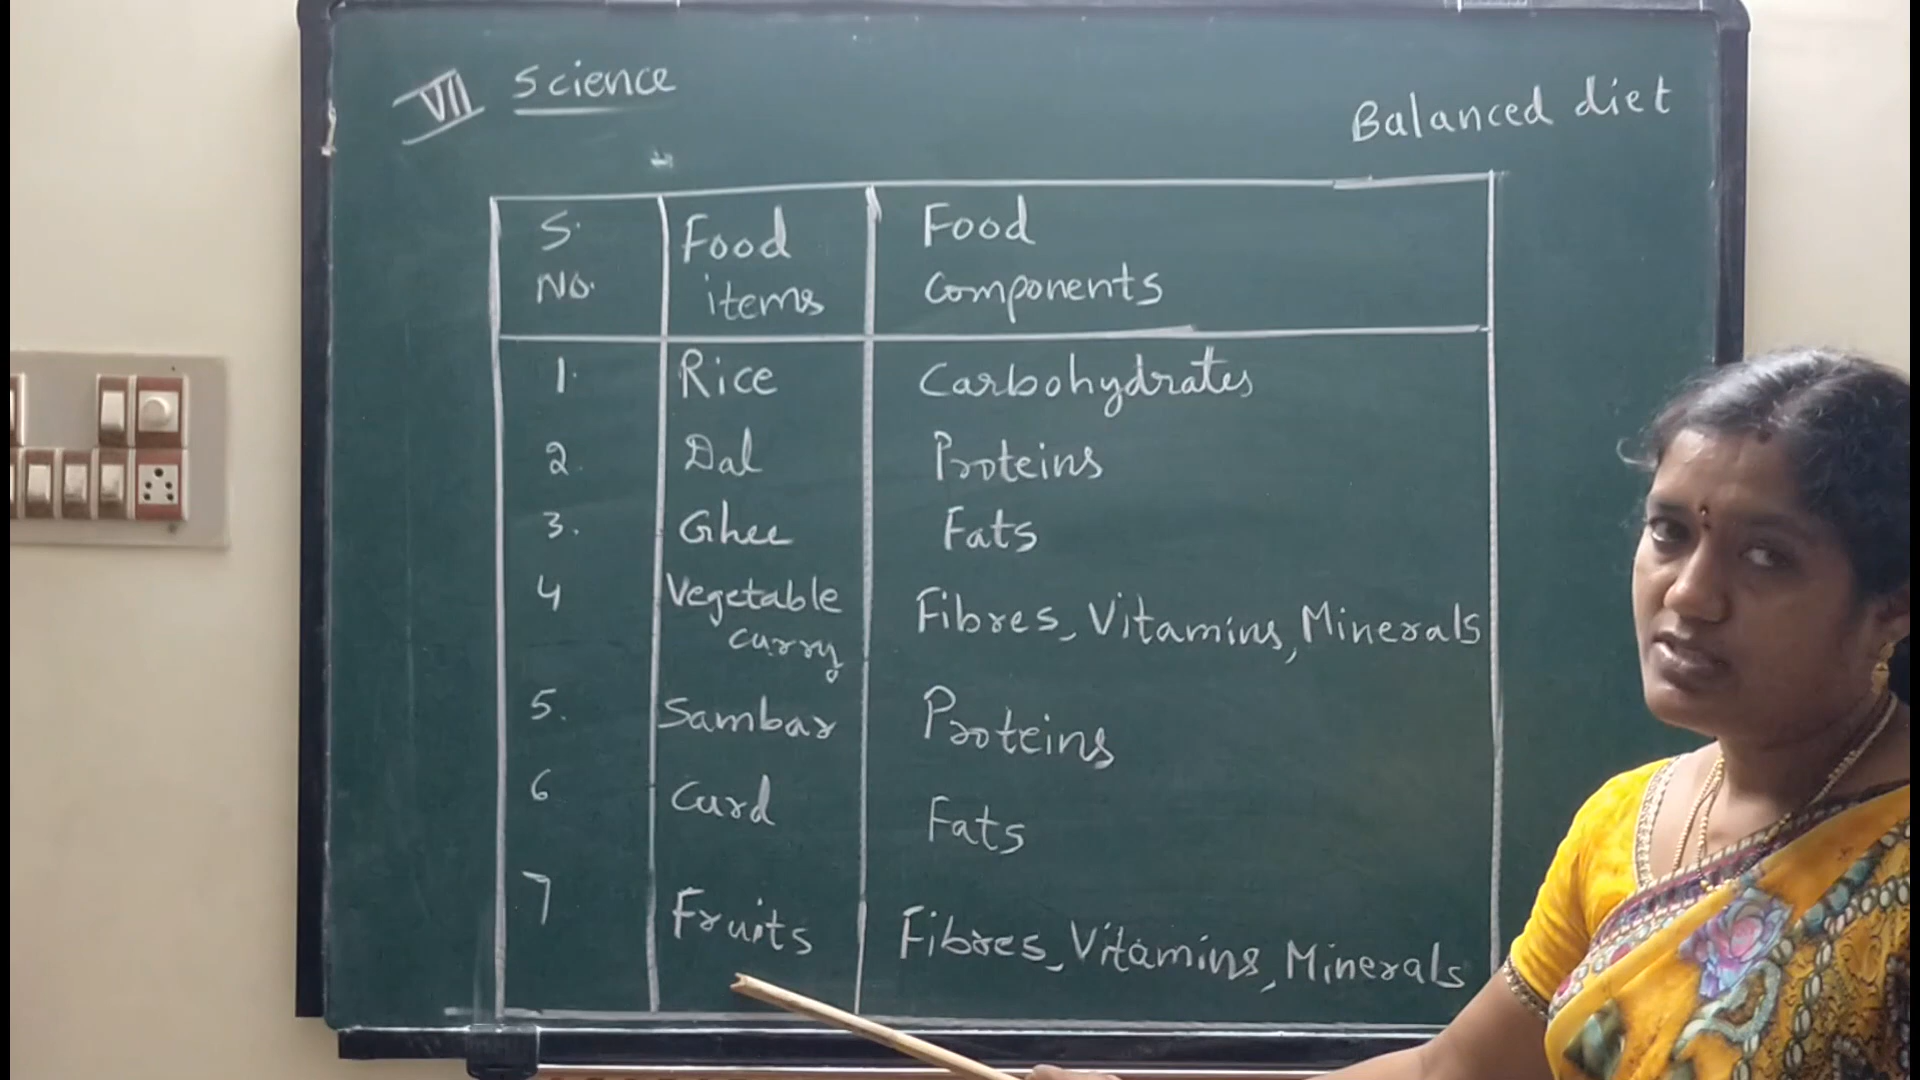 VII Science
Balanced diet
S. No. Food items Food components
1. Rice Carbohydrates
2. Dal Proteins
3. Ghee Fats
4 Vegetable curry Fibres, Vitamins, Minerals
5. Sambar Proteins
6 Curd Fats
7 Fruits Fibres, Vitamins, Minerals